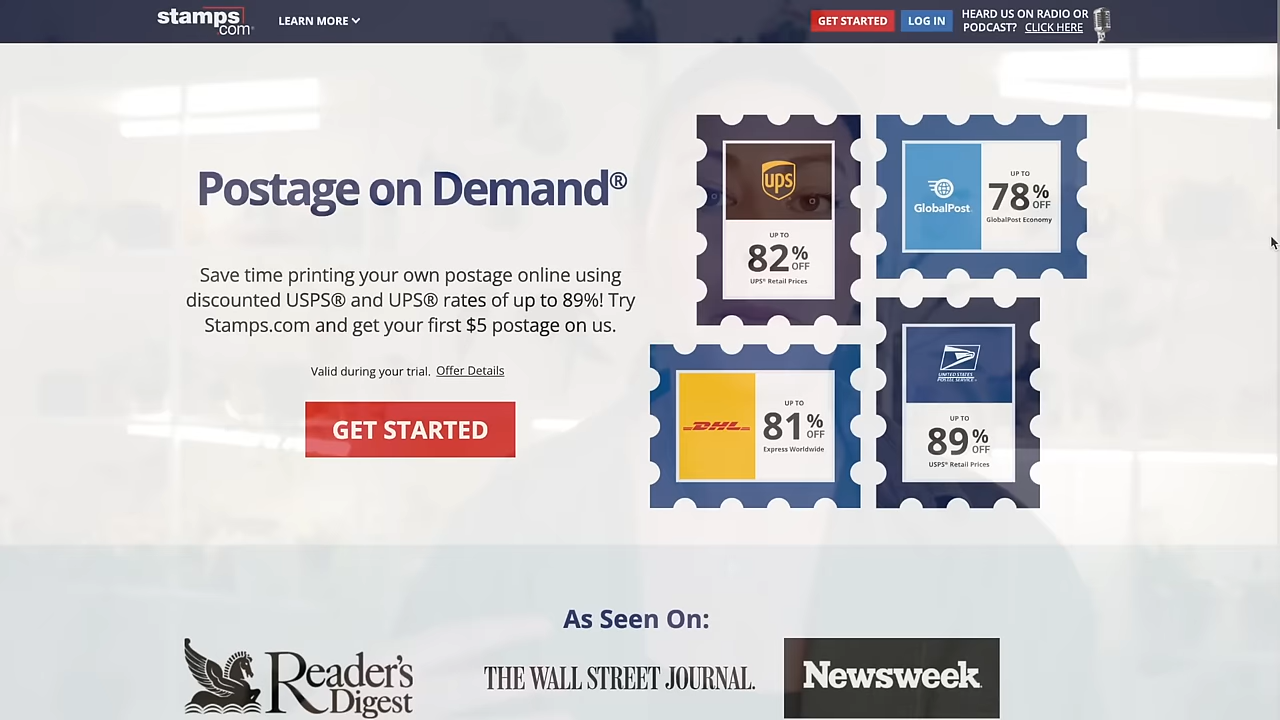 stamps
.com
LEARN MORE
GET STARTED
LOG IN
HEARD US ON RADIO OR
PODCAST? CLICK HERE
Postage on Demand®
Save time printing your own postage online using
discounted USPS® and UPS® rates of up to 89%! Try
Stamps.com and get your first $5 postage on us.
Valid during your trial. Offer Details
GET STARTED
ups
UP TO
82% OFF
UPS® Retail Prices
GlobalPost
UP TO
78% OFF
GlobalPost Economy
DHL
UP TO
81% OFF
Express Worldwide
UNITED STATES
POSTAL SERVICE
UP TO
89% OFF
USPS® Retail Prices
As Seen On:
Reader's
Digest
THE WALL STREET JOURNAL.
Newsweek